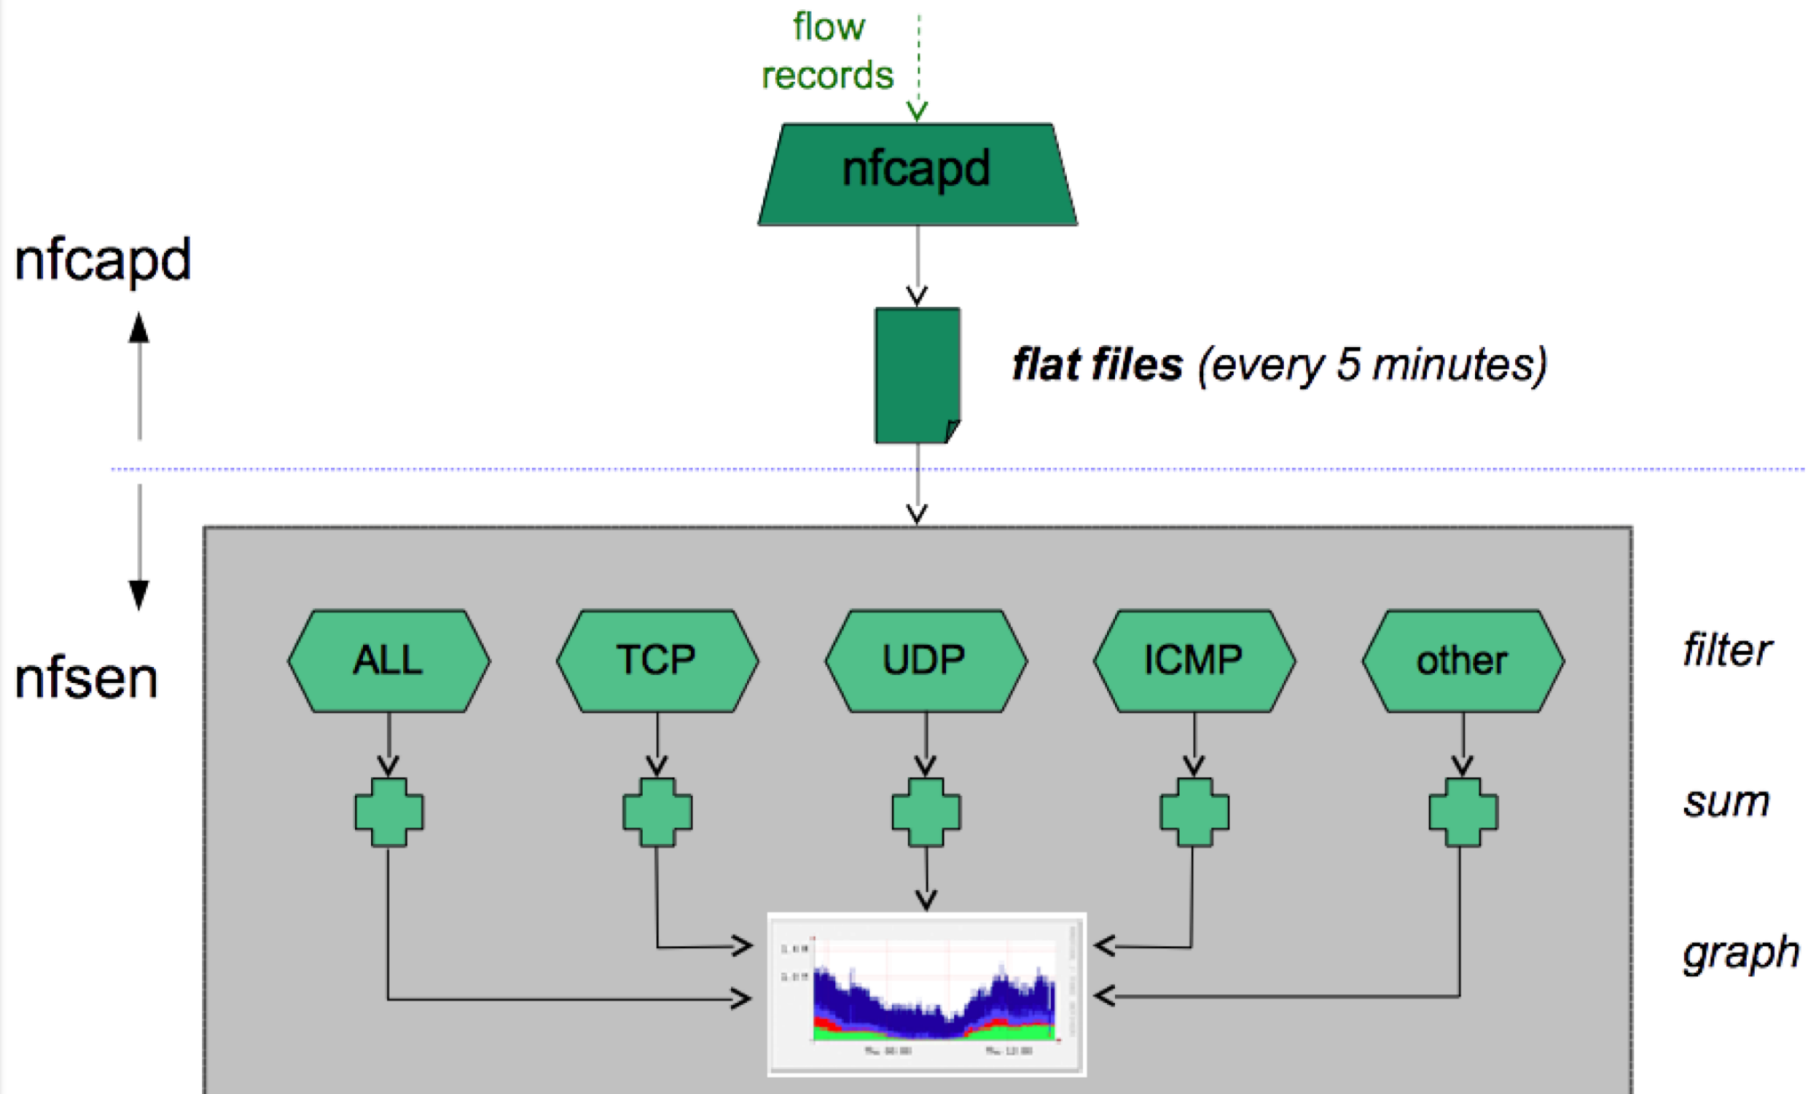 flow
records
nfcapd
nfcapd
flat files (every 5 minutes)
nfsen
ALL
TCP
UDP
ICMP
other
filter
sum
graph